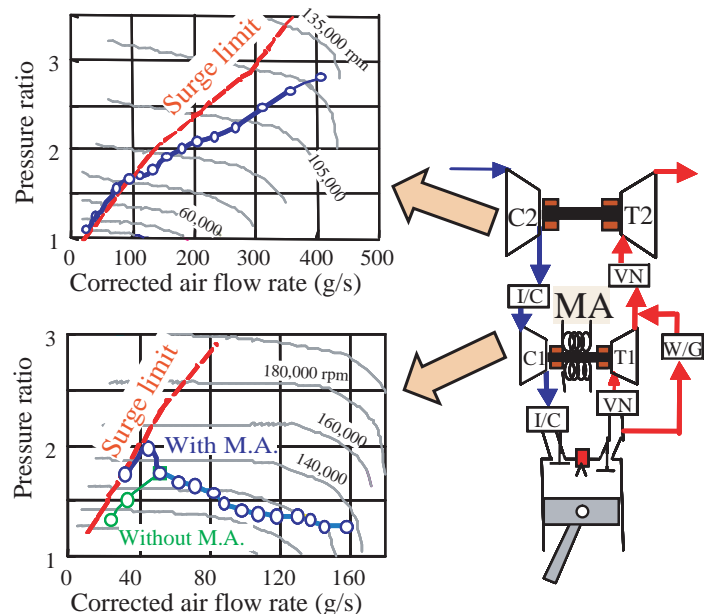 135,000 rpm
Surge limit
3
2
1
105,000
60,000
Pressure ratio
0 100 200 300 400 500
Corrected air flow rate (g/s)
C2
T2
VN
I/C
MA
C1
T1
W/G
VN
I/C
3
2
1
Pressure ratio
Surge limit
180,000 rpm
160,000
140,000
With M.A.
Without M.A.
0 40 80 120 160
Corrected air flow rate (g/s)